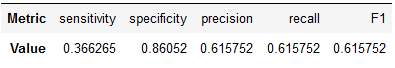 Metric sensitivity specificity precision recall F1
Value 0.366265 0.86052 0.615752 0.615752 0.615752